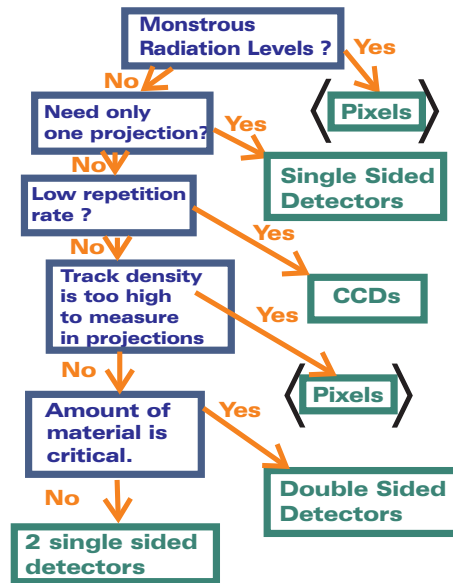 Monstrous
Radiation Levels ?
No
Yes
Pixels
Need only
one projection?
Yes
No
Single Sided
Detectors
Low repetition
rate ?
Yes
No
CCDs
Track density
is too high
to measure
in projections
Yes
No
Pixels
Amount of
material is
critical.
Yes
No
Double Sided
Detectors
2 single sided
detectors